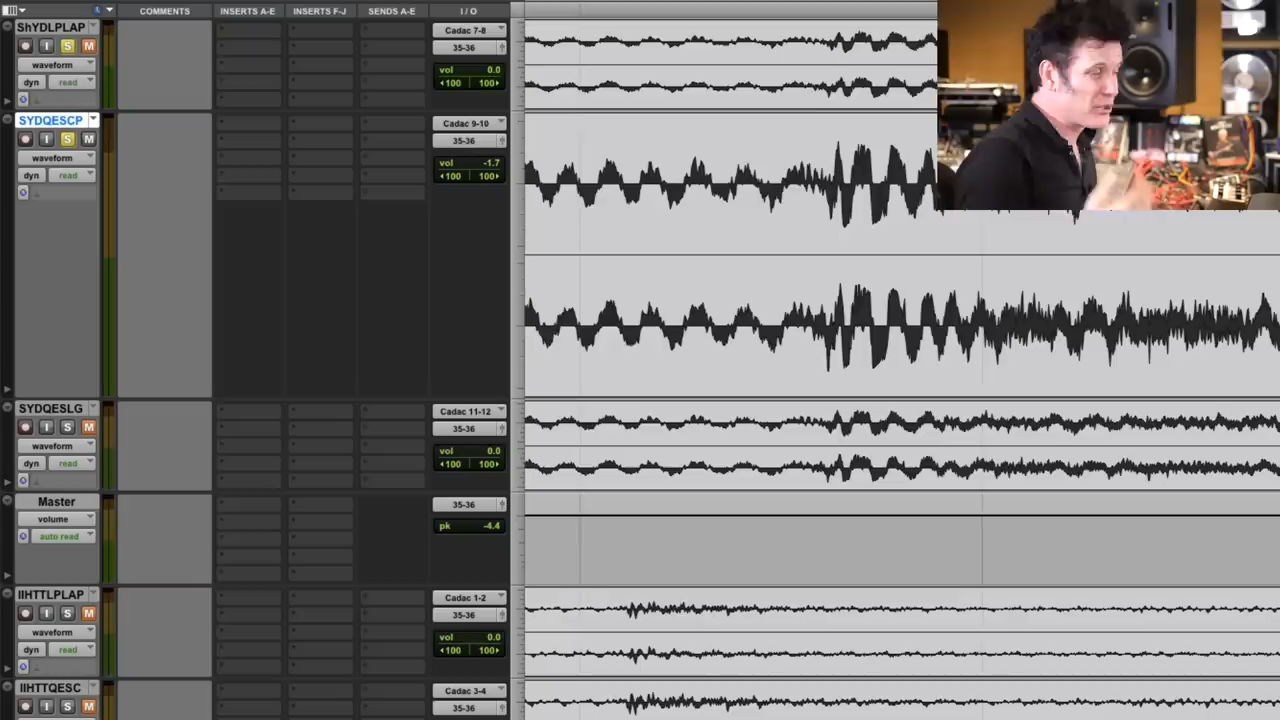 COMMENTS INSERTS A-E INSERTS F-J SENDS A-E I / O
ShYDLPLAP
I S M
waveform
dyn read
Cadac 7-8
35-36
vol 0.0
100 100
SYDQESCP
I S M
waveform
dyn read
Cadac 9-10
35-36
vol -1.7
100 100
SYDQESLG
I S M
waveform
dyn read
Cadac 11-12
35-36
vol 0.0
100 100
Master
volume
auto read
35-36
pk -4.4
IIHTTLPLAP
I S M
waveform
dyn read
Cadac 1-2
35-36
vol 0.0
100 100
IIHTTQESC
I S M
Cadac 3-4
35-36